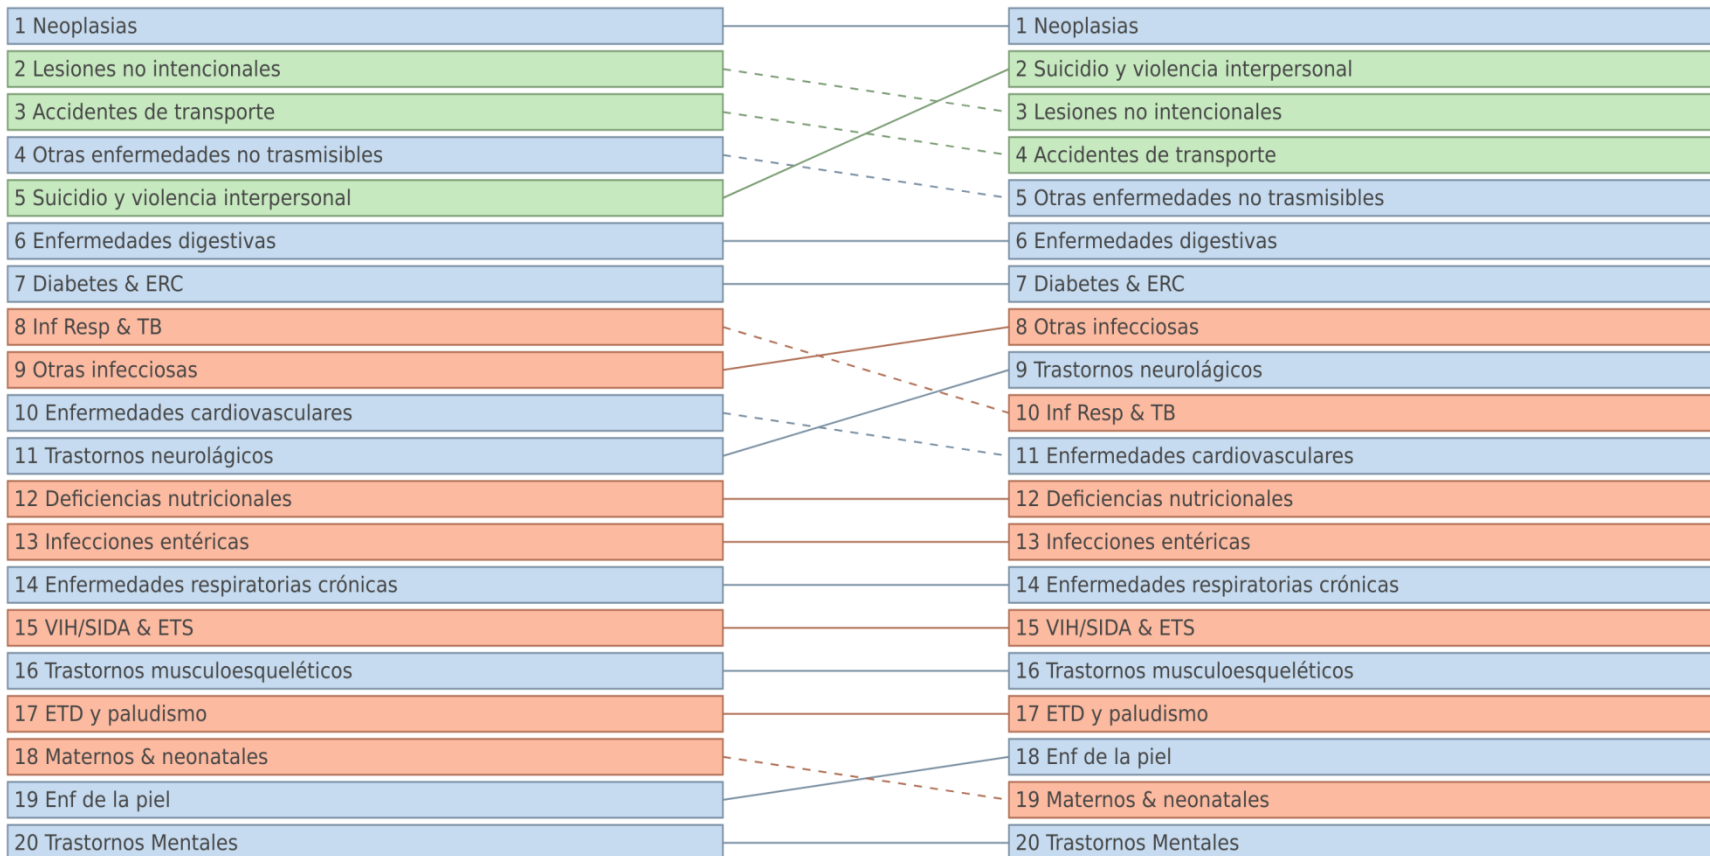 1 Neoplasias
2 Lesiones no intencionales
3 Accidentes de transporte
4 Otras enfermedades no trasmisibles
5 Suicidio y violencia interpersonal
6 Enfermedades digestivas
7 Diabetes & ERC
8 Inf Resp & TB
9 Otras infecciosas
10 Enfermedades cardiovasculares
11 Trastornos neurolágicos
12 Deficiencias nutricionales
13 Infecciones entéricas
14 Enfermedades respiratorias crónicas
15 VIH/SIDA & ETS
16 Trastornos musculoesqueléticos
17 ETD y paludismo
18 Maternos & neonatales
19 Enf de la piel
20 Trastornos Mentales
1 Neoplasias
2 Suicidio y violencia interpersonal
3 Lesiones no intencionales
4 Accidentes de transporte
5 Otras enfermedades no trasmisibles
6 Enfermedades digestivas
7 Diabetes & ERC
8 Otras infecciosas
9 Trastornos neurolágicos
10 Inf Resp & TB
11 Enfermedades cardiovasculares
12 Deficiencias nutricionales
13 Infecciones entéricas
14 Enfermedades respiratorias crónicas
15 VIH/SIDA & ETS
16 Trastornos musculoesqueléticos
17 ETD y paludismo
18 Enf de la piel
19 Maternos & neonatales
20 Trastornos Mentales